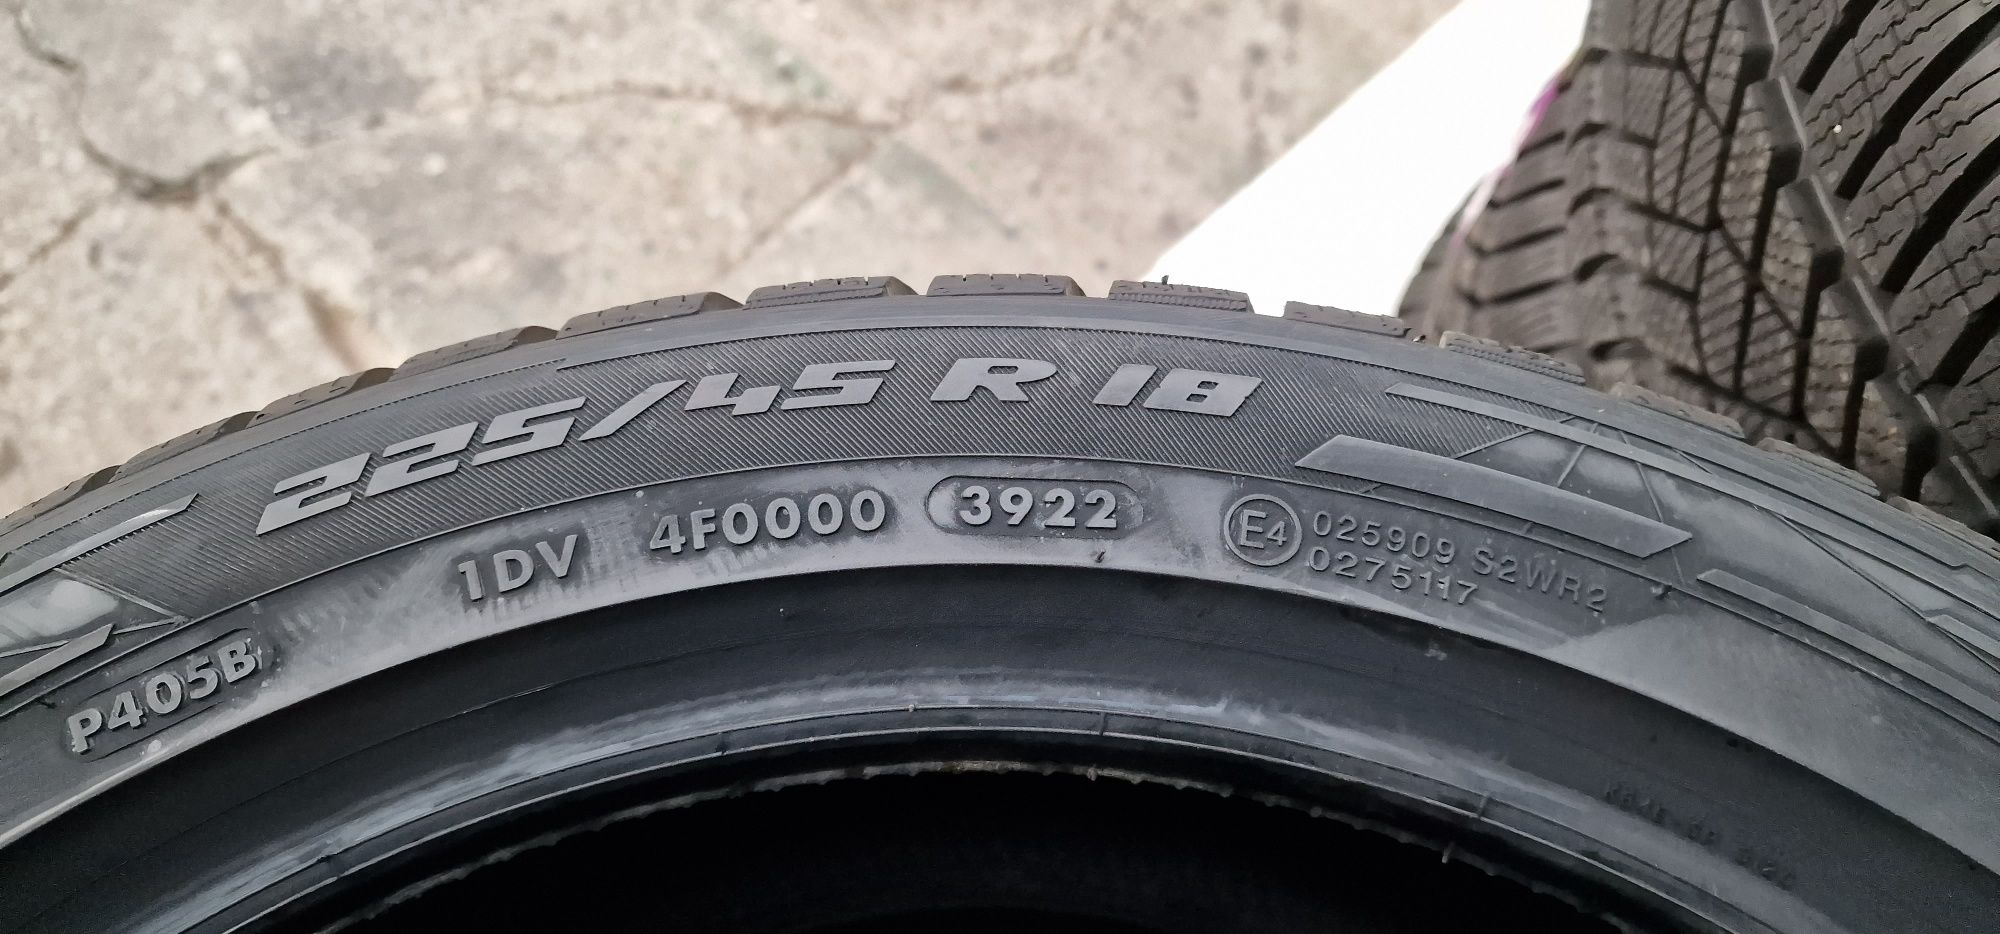 225/45 R 18
P405B
1DV 4F0000 3922
E4 025909 S2WR2
0275117